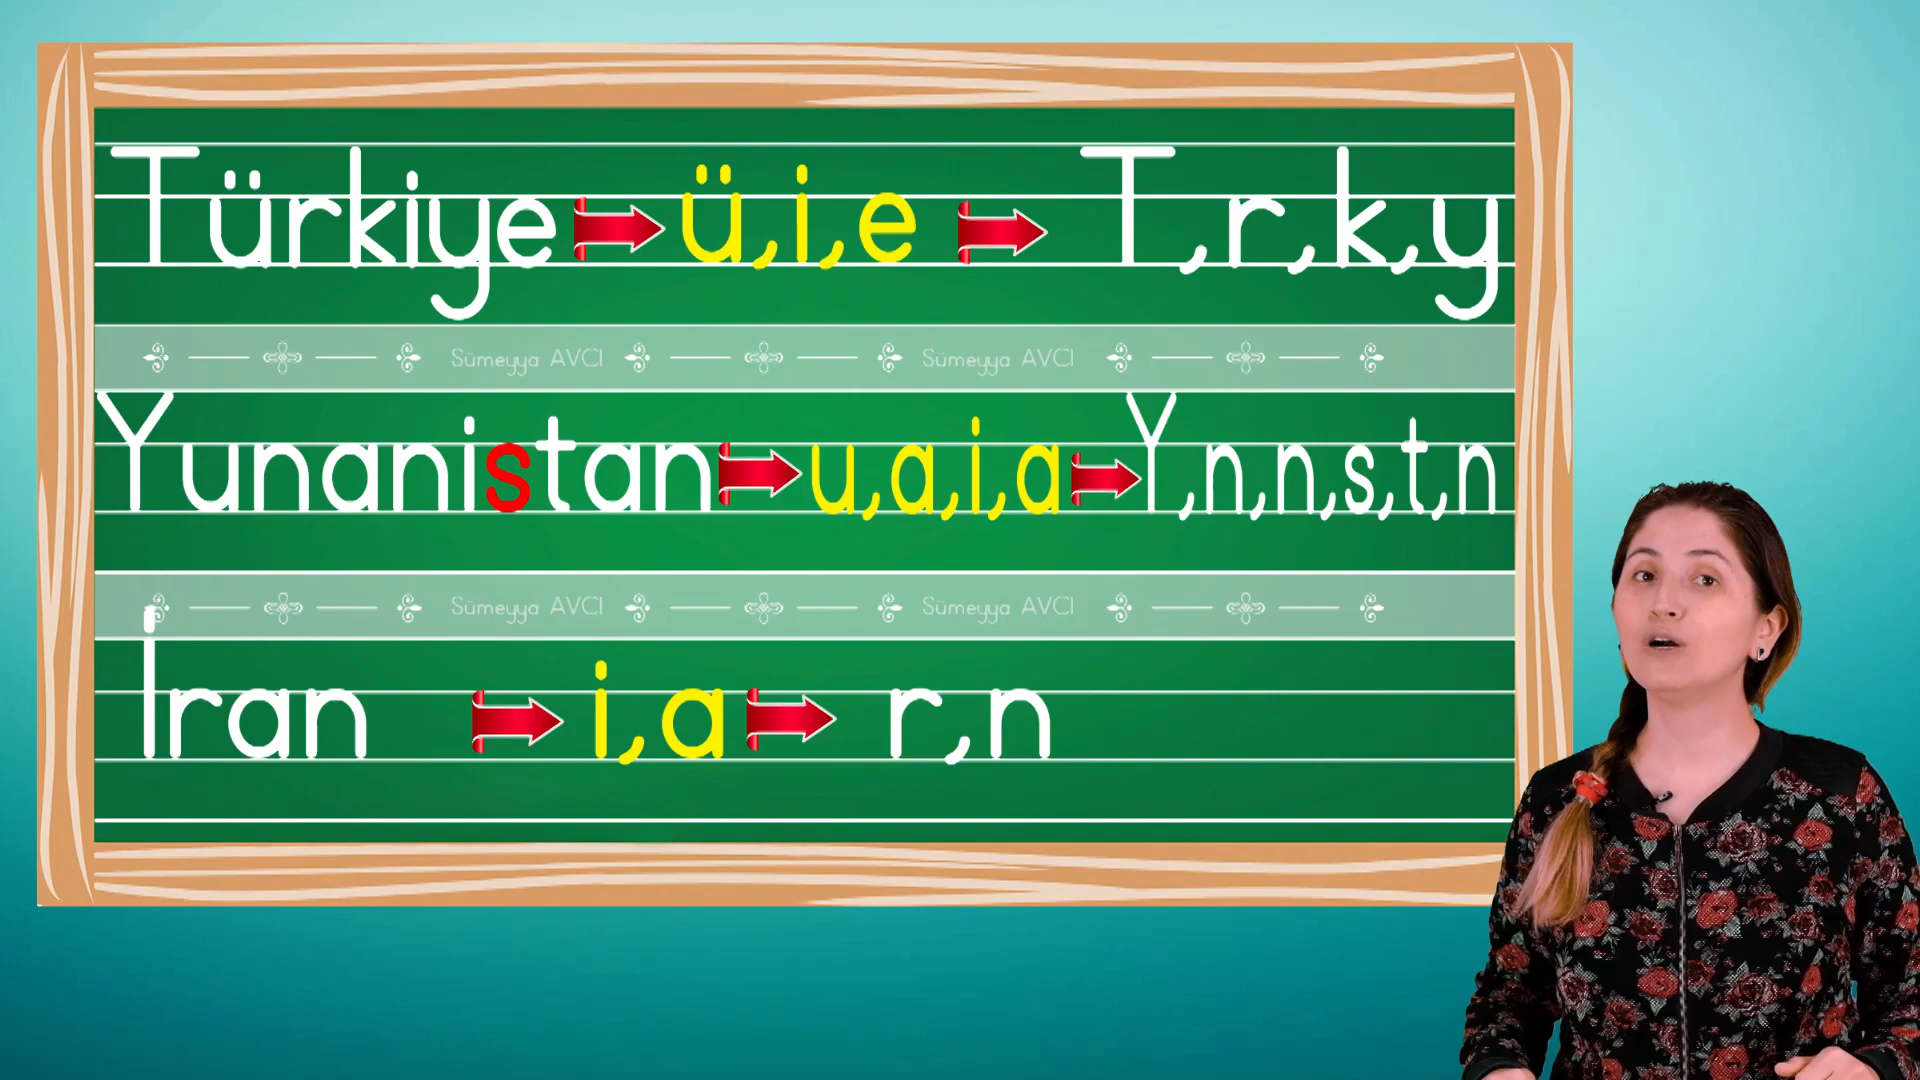 Türkiye ü,i,e T,r,k,y
Sümeyya AVCI Sümeyya AVCI
Yunanistan u,a,i,a Y,n,n,s,t,n
Sümeyya AVCI Sümeyya AVCI
İran i,a r,n